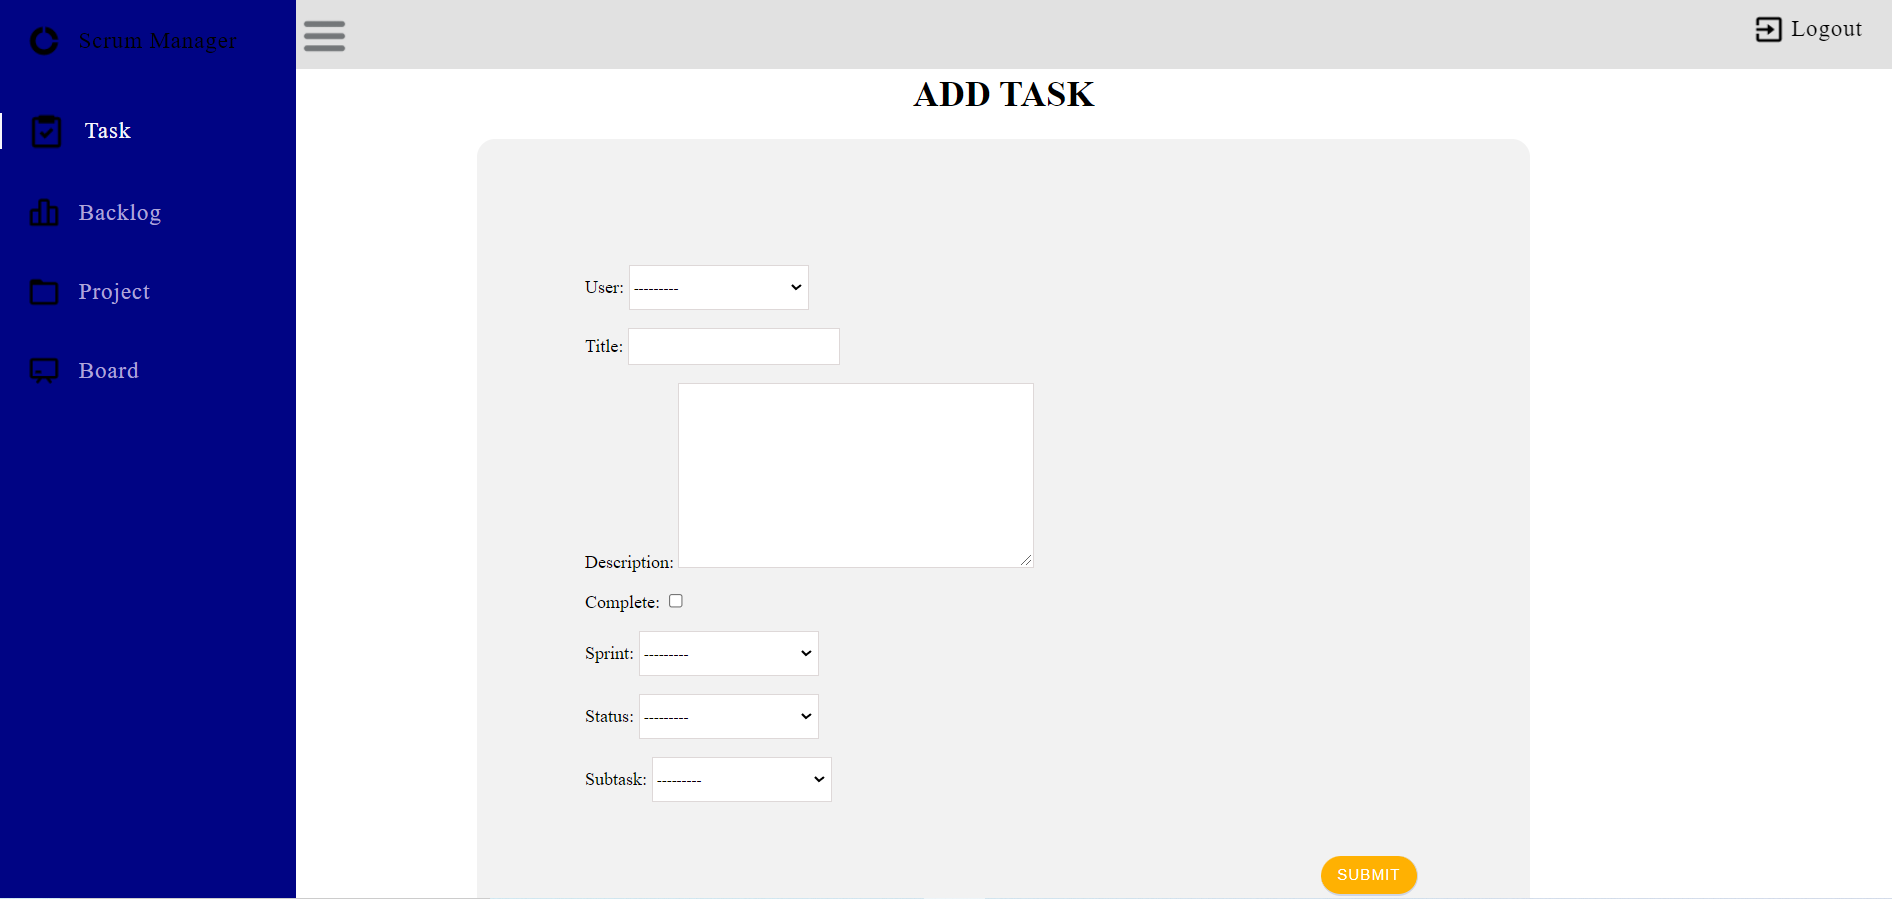 Scrum Manager
Logout
Task
Backlog
Project
Board
ADD TASK
User: ---------
Title:
Description:
Complete:
Sprint: ---------
Status: ---------
Subtask: ---------
SUBMIT